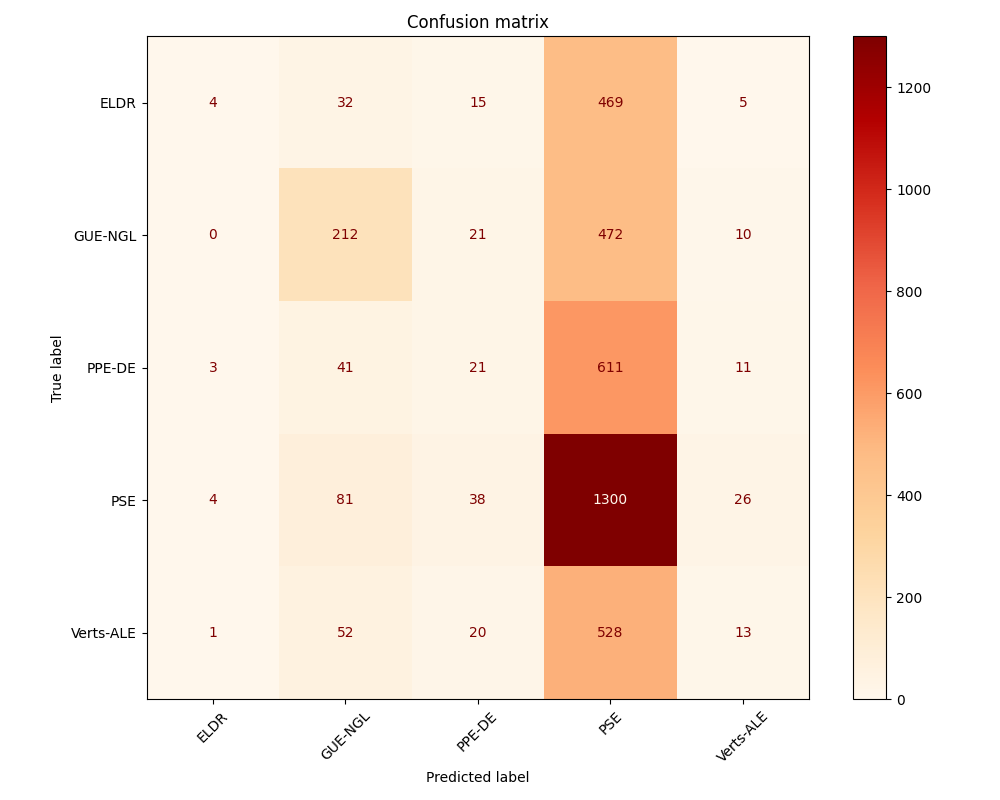 Confusion matrix
ELDR 4 32 15 469 5
GUE-NGL 0 212 21 472 10
PPE-DE 3 41 21 611 11
PSE 4 81 38 1300 26
Verts-ALE 1 52 20 528 13
ELDR GUE-NGL PPE-DE PSE Verts-ALE
Predicted label
True label
1200
1000
800
600
400
200
0